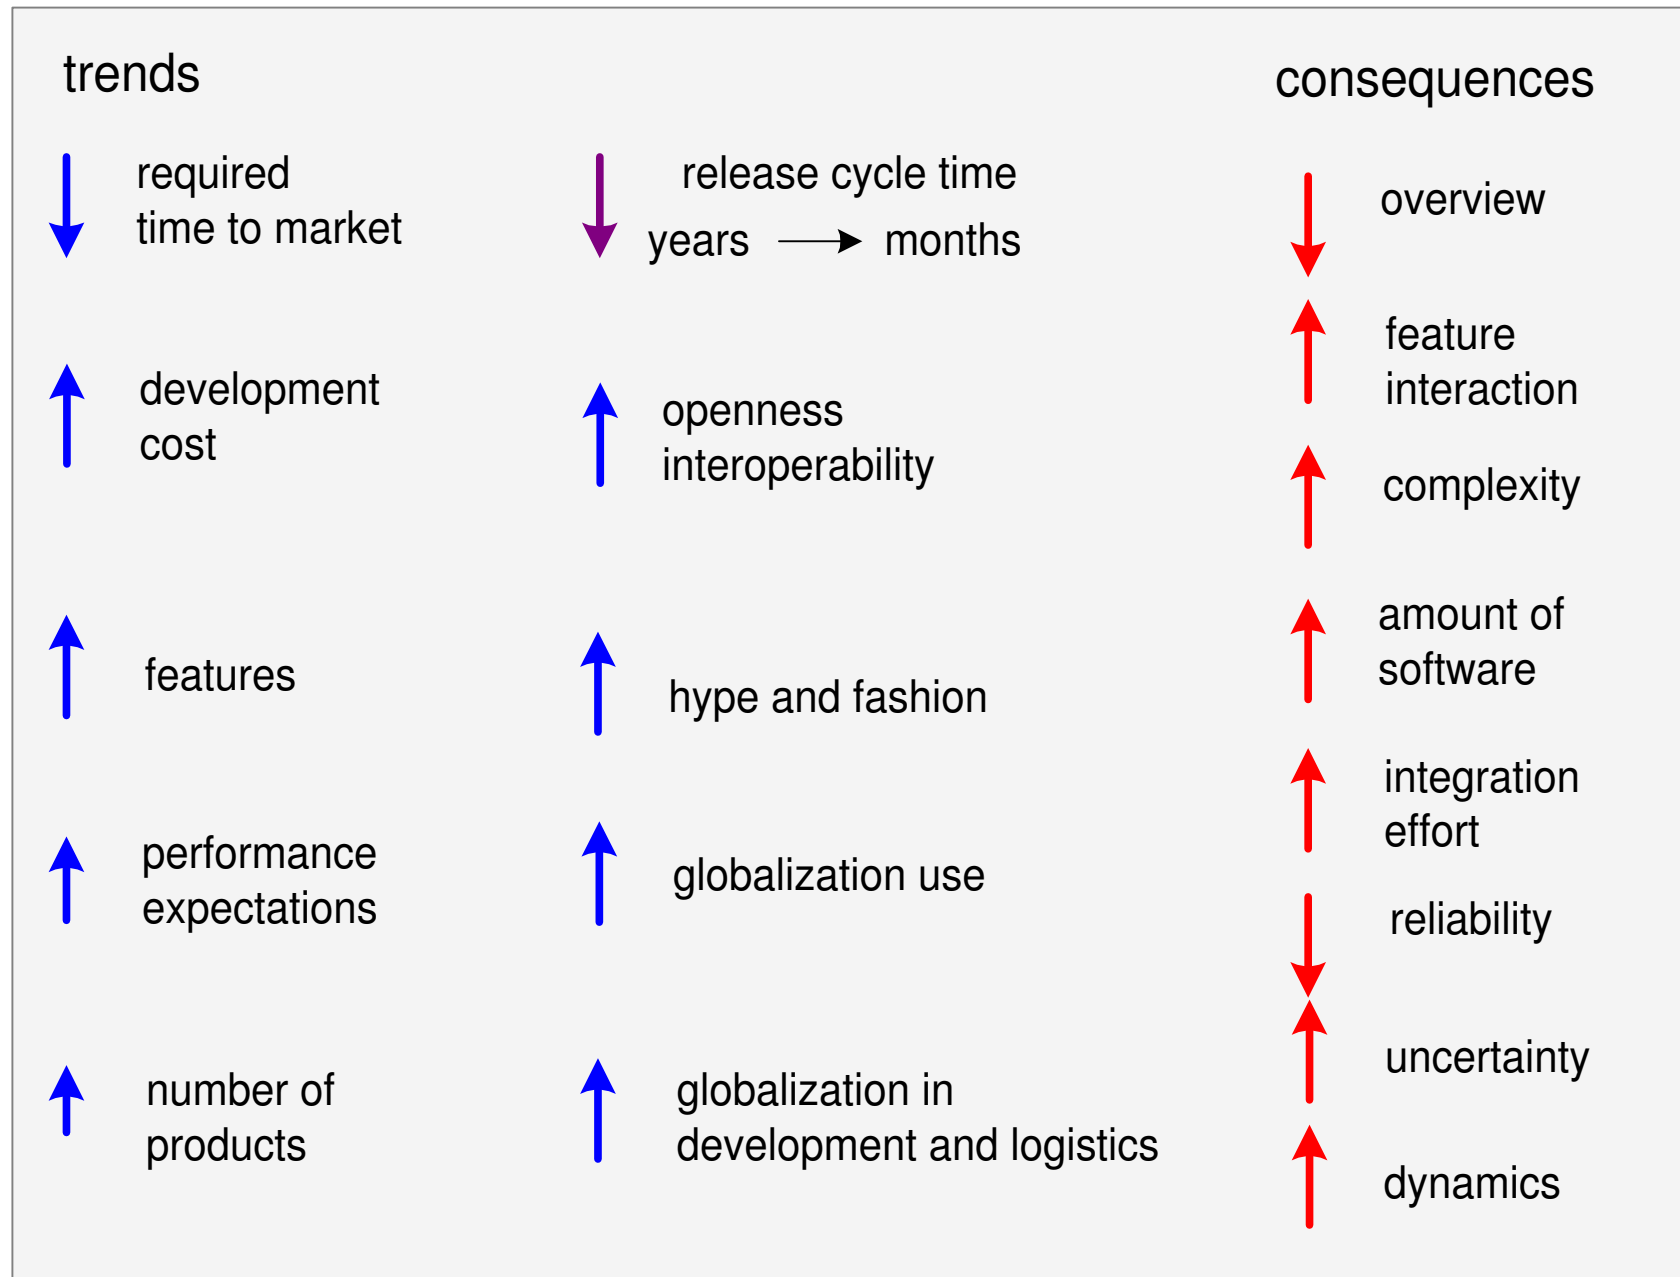 trends
required
time to market
development
cost
features
performance
expectations
number of
products
release cycle time
years months
openness
interoperability
hype and fashion
globalization use
globalization in
development and logistics
consequences
overview
feature
interaction
complexity
amount of
software
integration
effort
reliability
uncertainty
dynamics